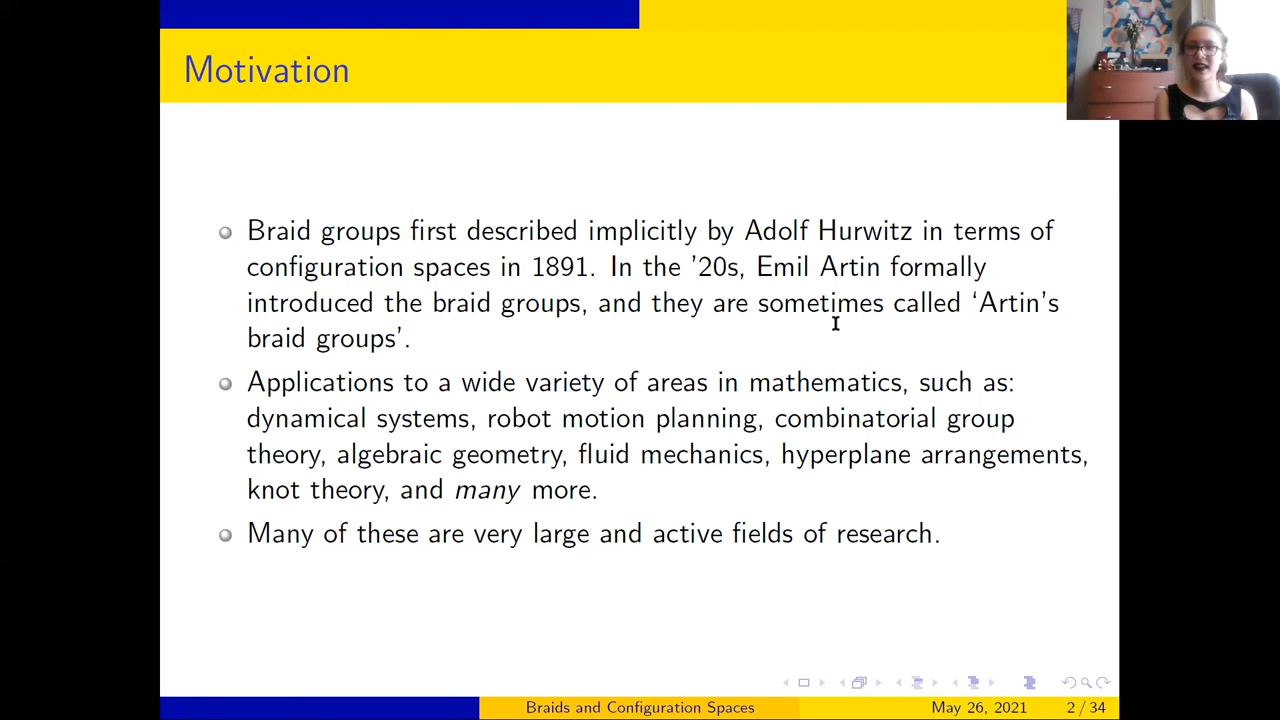 Motivation
Braid groups first described implicitly by Adolf Hurwitz in terms of
configuration spaces in 1891. In the '20s, Emil Artin formally
introduced the braid groups, and they are sometimes called ‘Artin's
braid groups’.
Applications to a wide variety of areas in mathematics, such as:
dynamical systems, robot motion planning, combinatorial group
theory, algebraic geometry, fluid mechanics, hyperplane arrangements,
knot theory, and many more.
Many of these are very large and active fields of research.
Braids and Configuration Spaces May 26, 2021 2 / 34